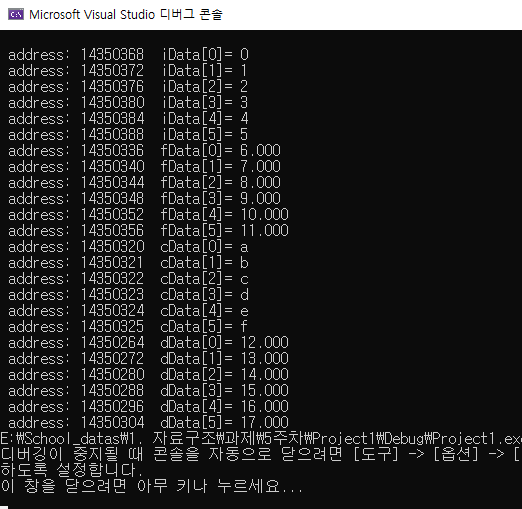 Microsoft Visual Studio 디버그 콘솔
address: 14350368 iData[0]= 0
address: 14350372 iData[1]= 1
address: 14350376 iData[2]= 2
address: 14350380 iData[3]= 3
address: 14350384 iData[4]= 4
address: 14350388 iData[5]= 5
address: 14350336 fData[0]= 6.000
address: 14350340 fData[1]= 7.000
address: 14350344 fData[2]= 8.000
address: 14350348 fData[3]= 9.000
address: 14350352 fData[4]= 10.000
address: 14350356 fData[5]= 11.000
address: 14350320 cData[0]= a
address: 14350321 cData[1]= b
address: 14350322 cData[2]= c
address: 14350323 cData[3]= d
address: 14350324 cData[4]= e
address: 14350325 cData[5]= f
address: 14350264 dData[0]= 12.000
address: 14350272 dData[1]= 13.000
address: 14350280 dData[2]= 14.000
address: 14350288 dData[3]= 15.000
address: 14350296 dData[4]= 16.000
address: 14350304 dData[5]= 17.000
E:₩School_datas₩1. 자료구조₩과제₩5주차₩Project1₩Debug₩Project1.exe
디버깅이 중지될 때 콘솔을 자동으로 닫으려면 [도구] -> [옵션] -> [
하도록 설정합니다.
이 창을 닫으려면 아무 키나 누르세요...